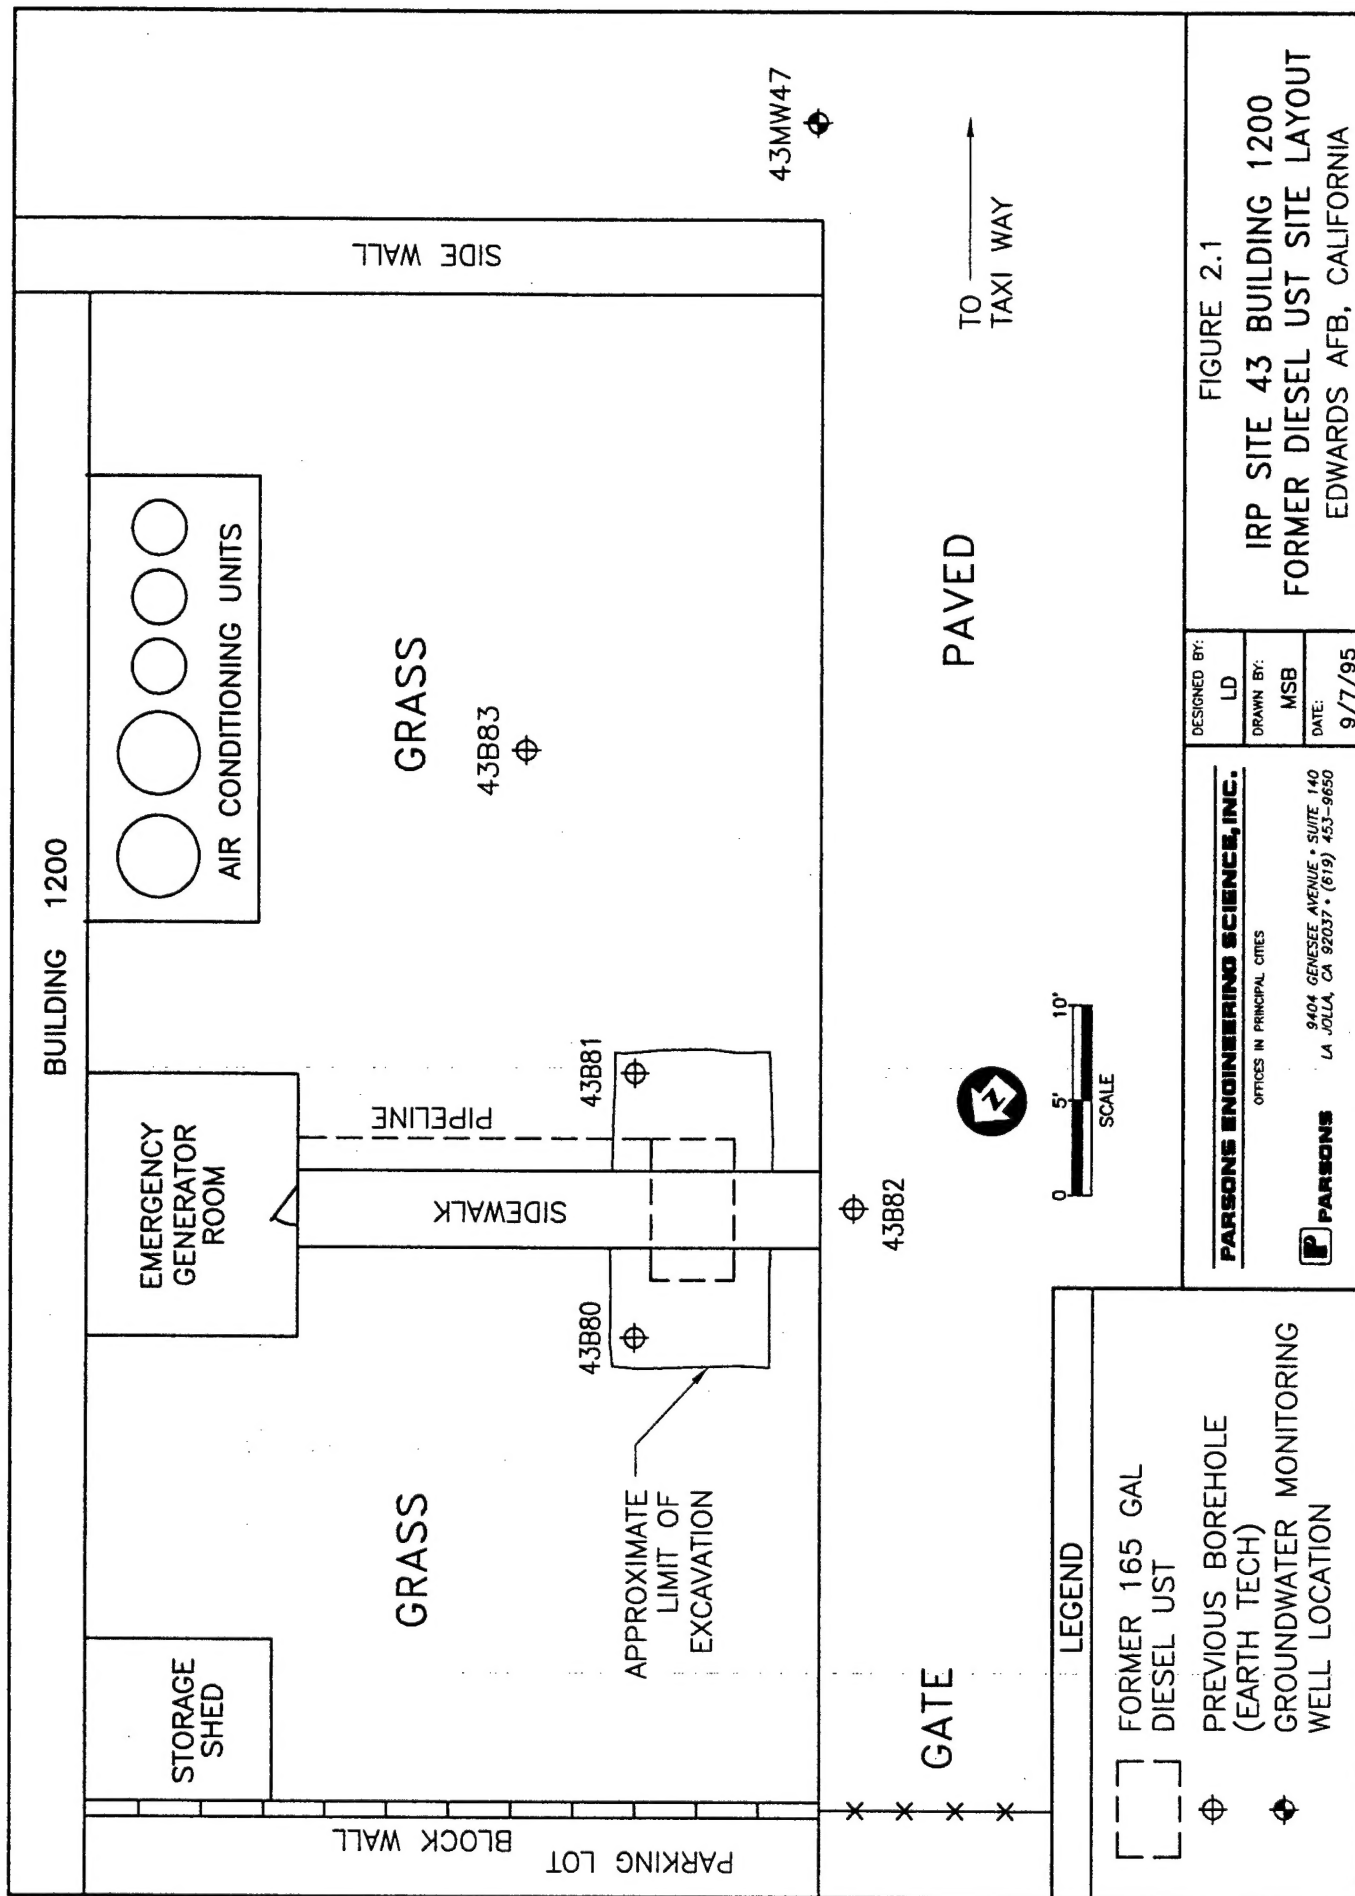 BUILDING 1200
STORAGE
SHED
EMERGENCY
GENERATOR
ROOM
AIR CONDITIONING UNITS
SIDE WALL
BLOCK WALL
PARKING LOT
GRASS
GRASS
PIPELINE
SIDEWALK
43B80
43B81
43B83
43MW47
APPROXIMATE
LIMIT OF
EXCAVATION
43B82
GATE
PAVED
TO
TAXI WAY
N
0 5' 10'
SCALE
LEGEND
FORMER 165 GAL
DIESEL UST
PREVIOUS BOREHOLE
(EARTH TECH)
GROUNDWATER MONITORING
WELL LOCATION
PARSONS ENGINEERING SCIENCE, INC.
OFFICES IN PRINCIPAL CITIES
P PARSONS
9404 GENESEE AVENUE • SUITE 140
LA JOLLA, CA 92037 • (619) 453-9650
DESIGNED BY:
LD
DRAWN BY:
MSB
DATE:
9/7/95
FIGURE 2.1
IRP SITE 43 BUILDING 1200
FORMER DIESEL UST SITE LAYOUT
EDWARDS AFB, CALIFORNIA